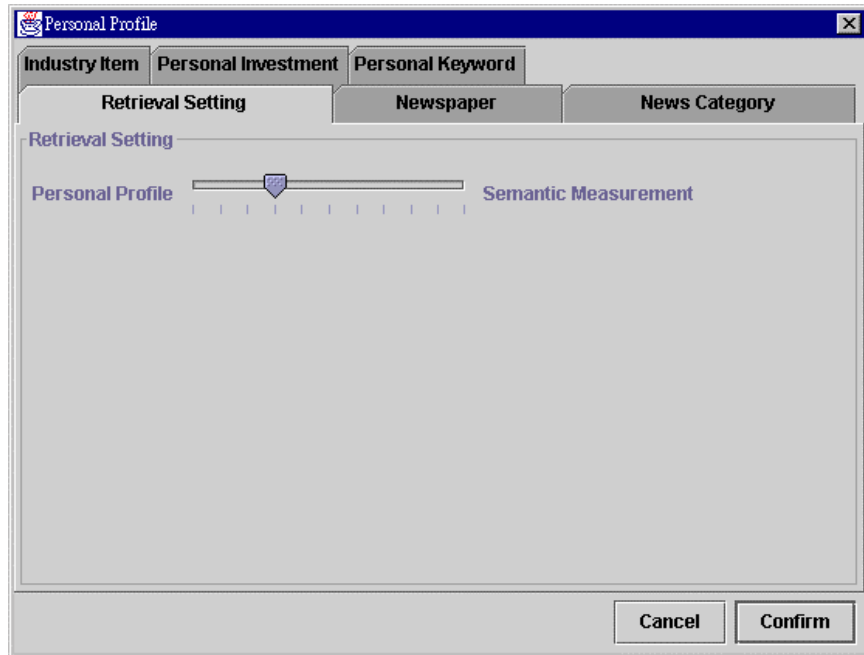 Personal Profile
Industry Item Personal Investment Personal Keyword
Retrieval Setting Newspaper News Category
Retrieval Setting
Personal Profile Semantic Measurement
Cancel Confirm